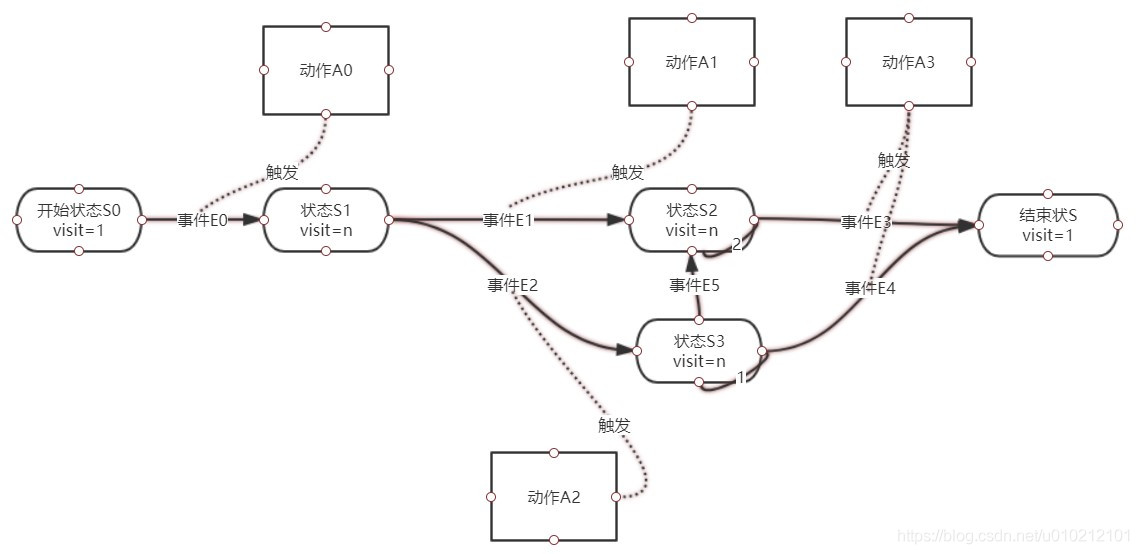 动作A0
动作A1
动作A3
触发
触发
触发
开始状态S0
visit=1
事件E0
状态S1
visit=n
事件E1
状态S2
visit=n
2
事件E3
结束状S
visit=1
事件E2
事件E5
事件E4
状态S3
visit=n
1
触发
动作A2
https://blog.csdn.net/u010212101